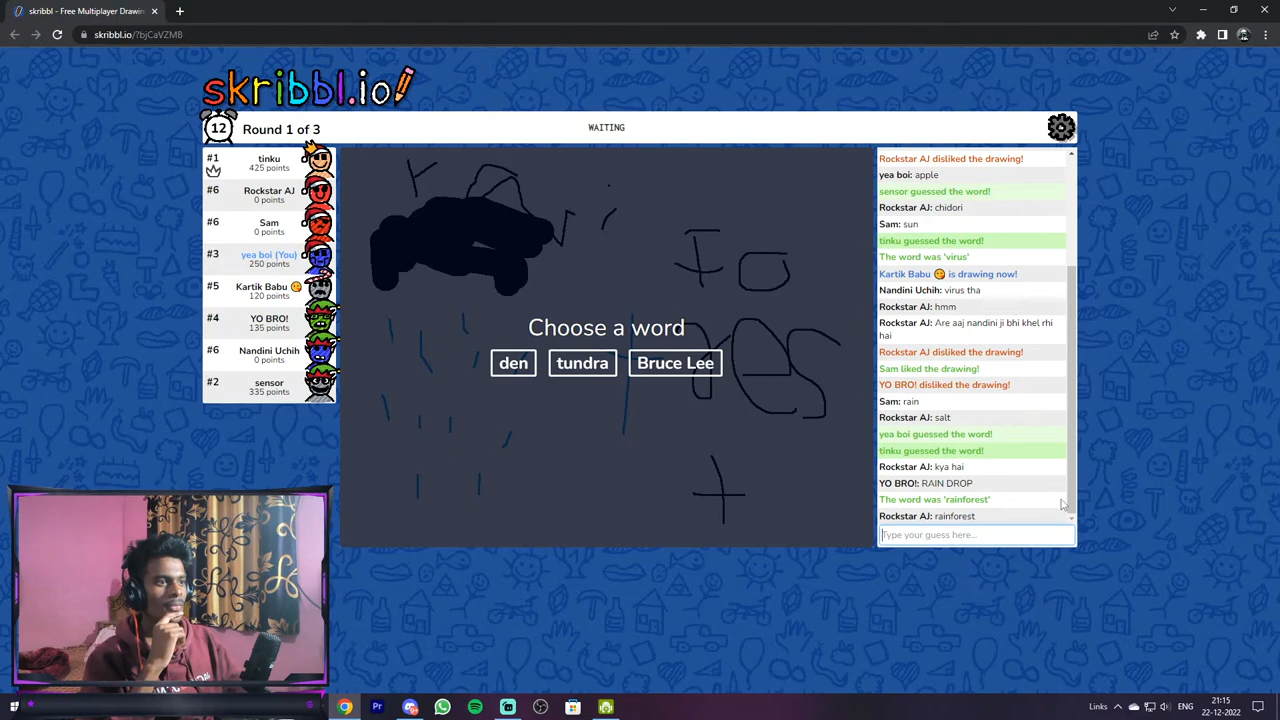 skribbl - Free Multiplayer Drawin
skribbl.io/?bjCaVZMB
skribbl.io
12
Round 1 of 3
WAITING
#1
tinku
425 points
#6
Rockstar AJ
0 points
#6
Sam
0 points
#3
yea boi (You)
250 points
#5
Kartik Babu 😋
120 points
#4
YO BRO!
135 points
#6
Nandini Uchih
0 points
#2
sensor
335 points
Choose a word
den
tundra
Bruce Lee
to
+
Rockstar AJ disliked the drawing!
yea boi: apple
sensor guessed the word!
Rockstar AJ: chidori
Sam: sun
tinku guessed the word!
The word was 'virus'
Kartik Babu 😋 is drawing now!
Nandini Uchih: virus tha
Rockstar AJ: hmm
Rockstar AJ: Are aaj nandini ji bhi khel rhi
hai
Rockstar AJ disliked the drawing!
Sam liked the drawing!
YO BRO! disliked the drawing!
Sam: rain
Rockstar AJ: salt
yea boi guessed the word!
tinku guessed the word!
Rockstar AJ: kya hai
YO BRO!: RAIN DROP
The word was 'rainforest'
Rockstar AJ: rainforest
Type your guess here...
Pr
Links
ENG
21:15
22-12-2022